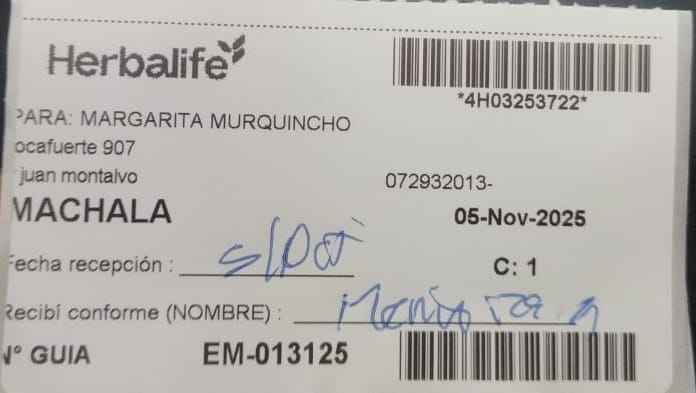 Herbalife
*4H03253722*
PARA: MARGARITA MURQUINCHO
ocafuerte 907
juan montalvo
072932013-
MACHALA
05-Nov-2025
Fecha recepción :
C: 1
Recibí conforme (NOMBRE) :
N° GUIA EM-013125